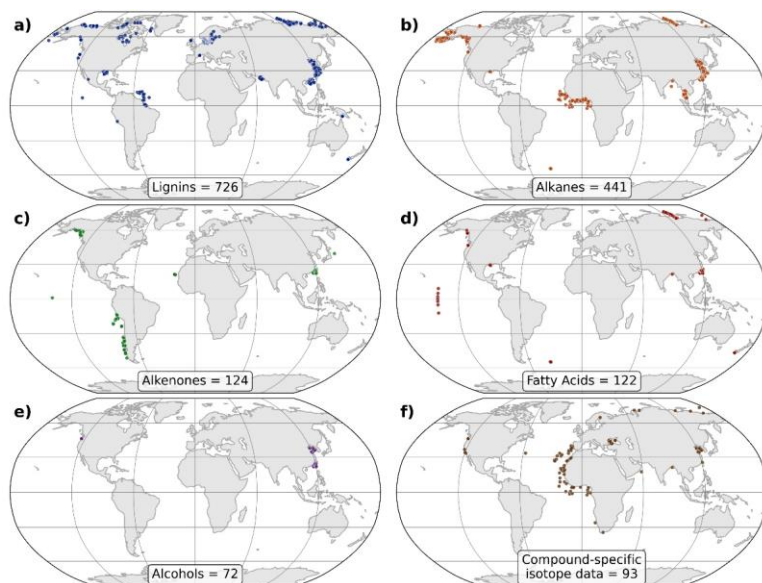 a)
b)
Lignins = 726
Alkanes = 441
c)
d)
Alkenones = 124
Fatty Acids = 122
e)
f)
Alcohols = 72
Compound-specific
isotope data = 93